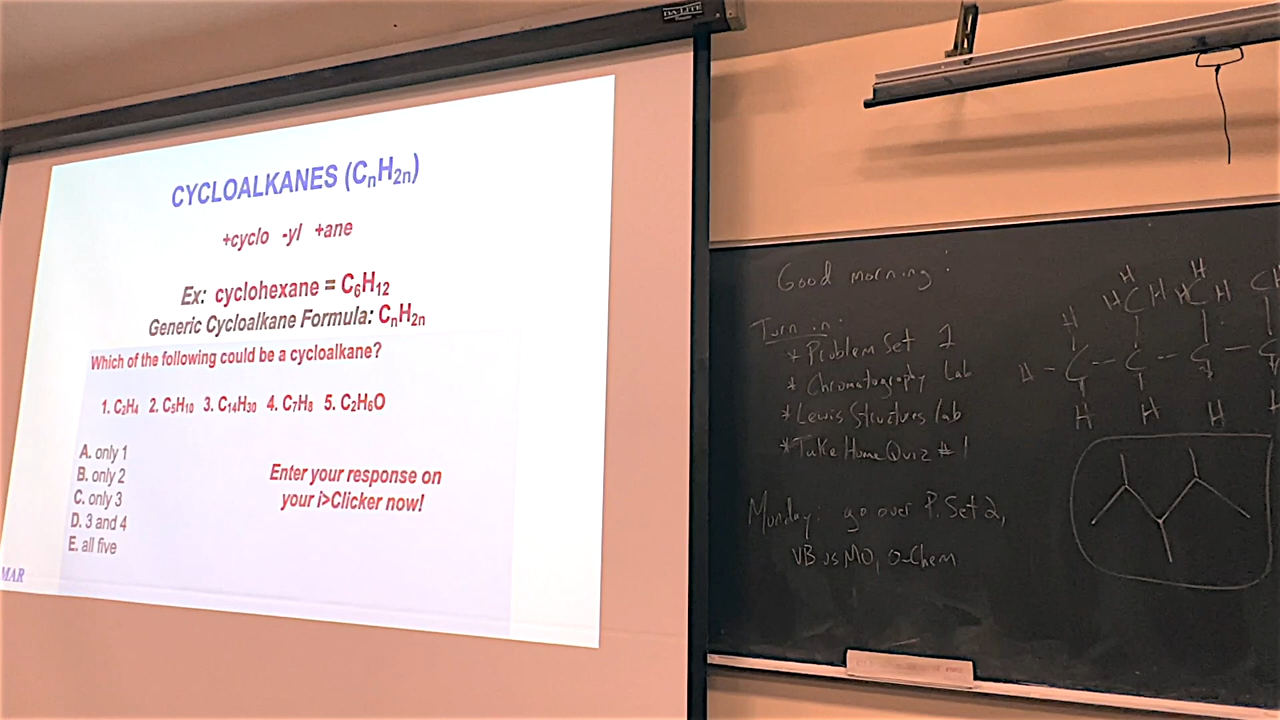 DA-LITE
CYCLOALKANES (CnH2n)
+cyclo -yl +ane
Ex: cyclohexane = C6H12
Generic Cycloalkane Formula: CnH2n
Which of the following could be a cycloalkane?
1. C2H4 2. C5H10 3. C14H30 4. C7H8 5. C2H6O
A. only 1
B. only 2
C. only 3
D. 3 and 4
E. all five
Enter your response on
your i>Clicker now!
MAR
Good morning:
Turn in:
* Problem Set 1
* Chromatography Lab
* Lewis Structures lab
* Take Home Quiz #1
Monday: go over P. Set 2,
VB vs MO, O-Chem
H H CH
H C H H C H
H
H - C - C - C - C
H H H H